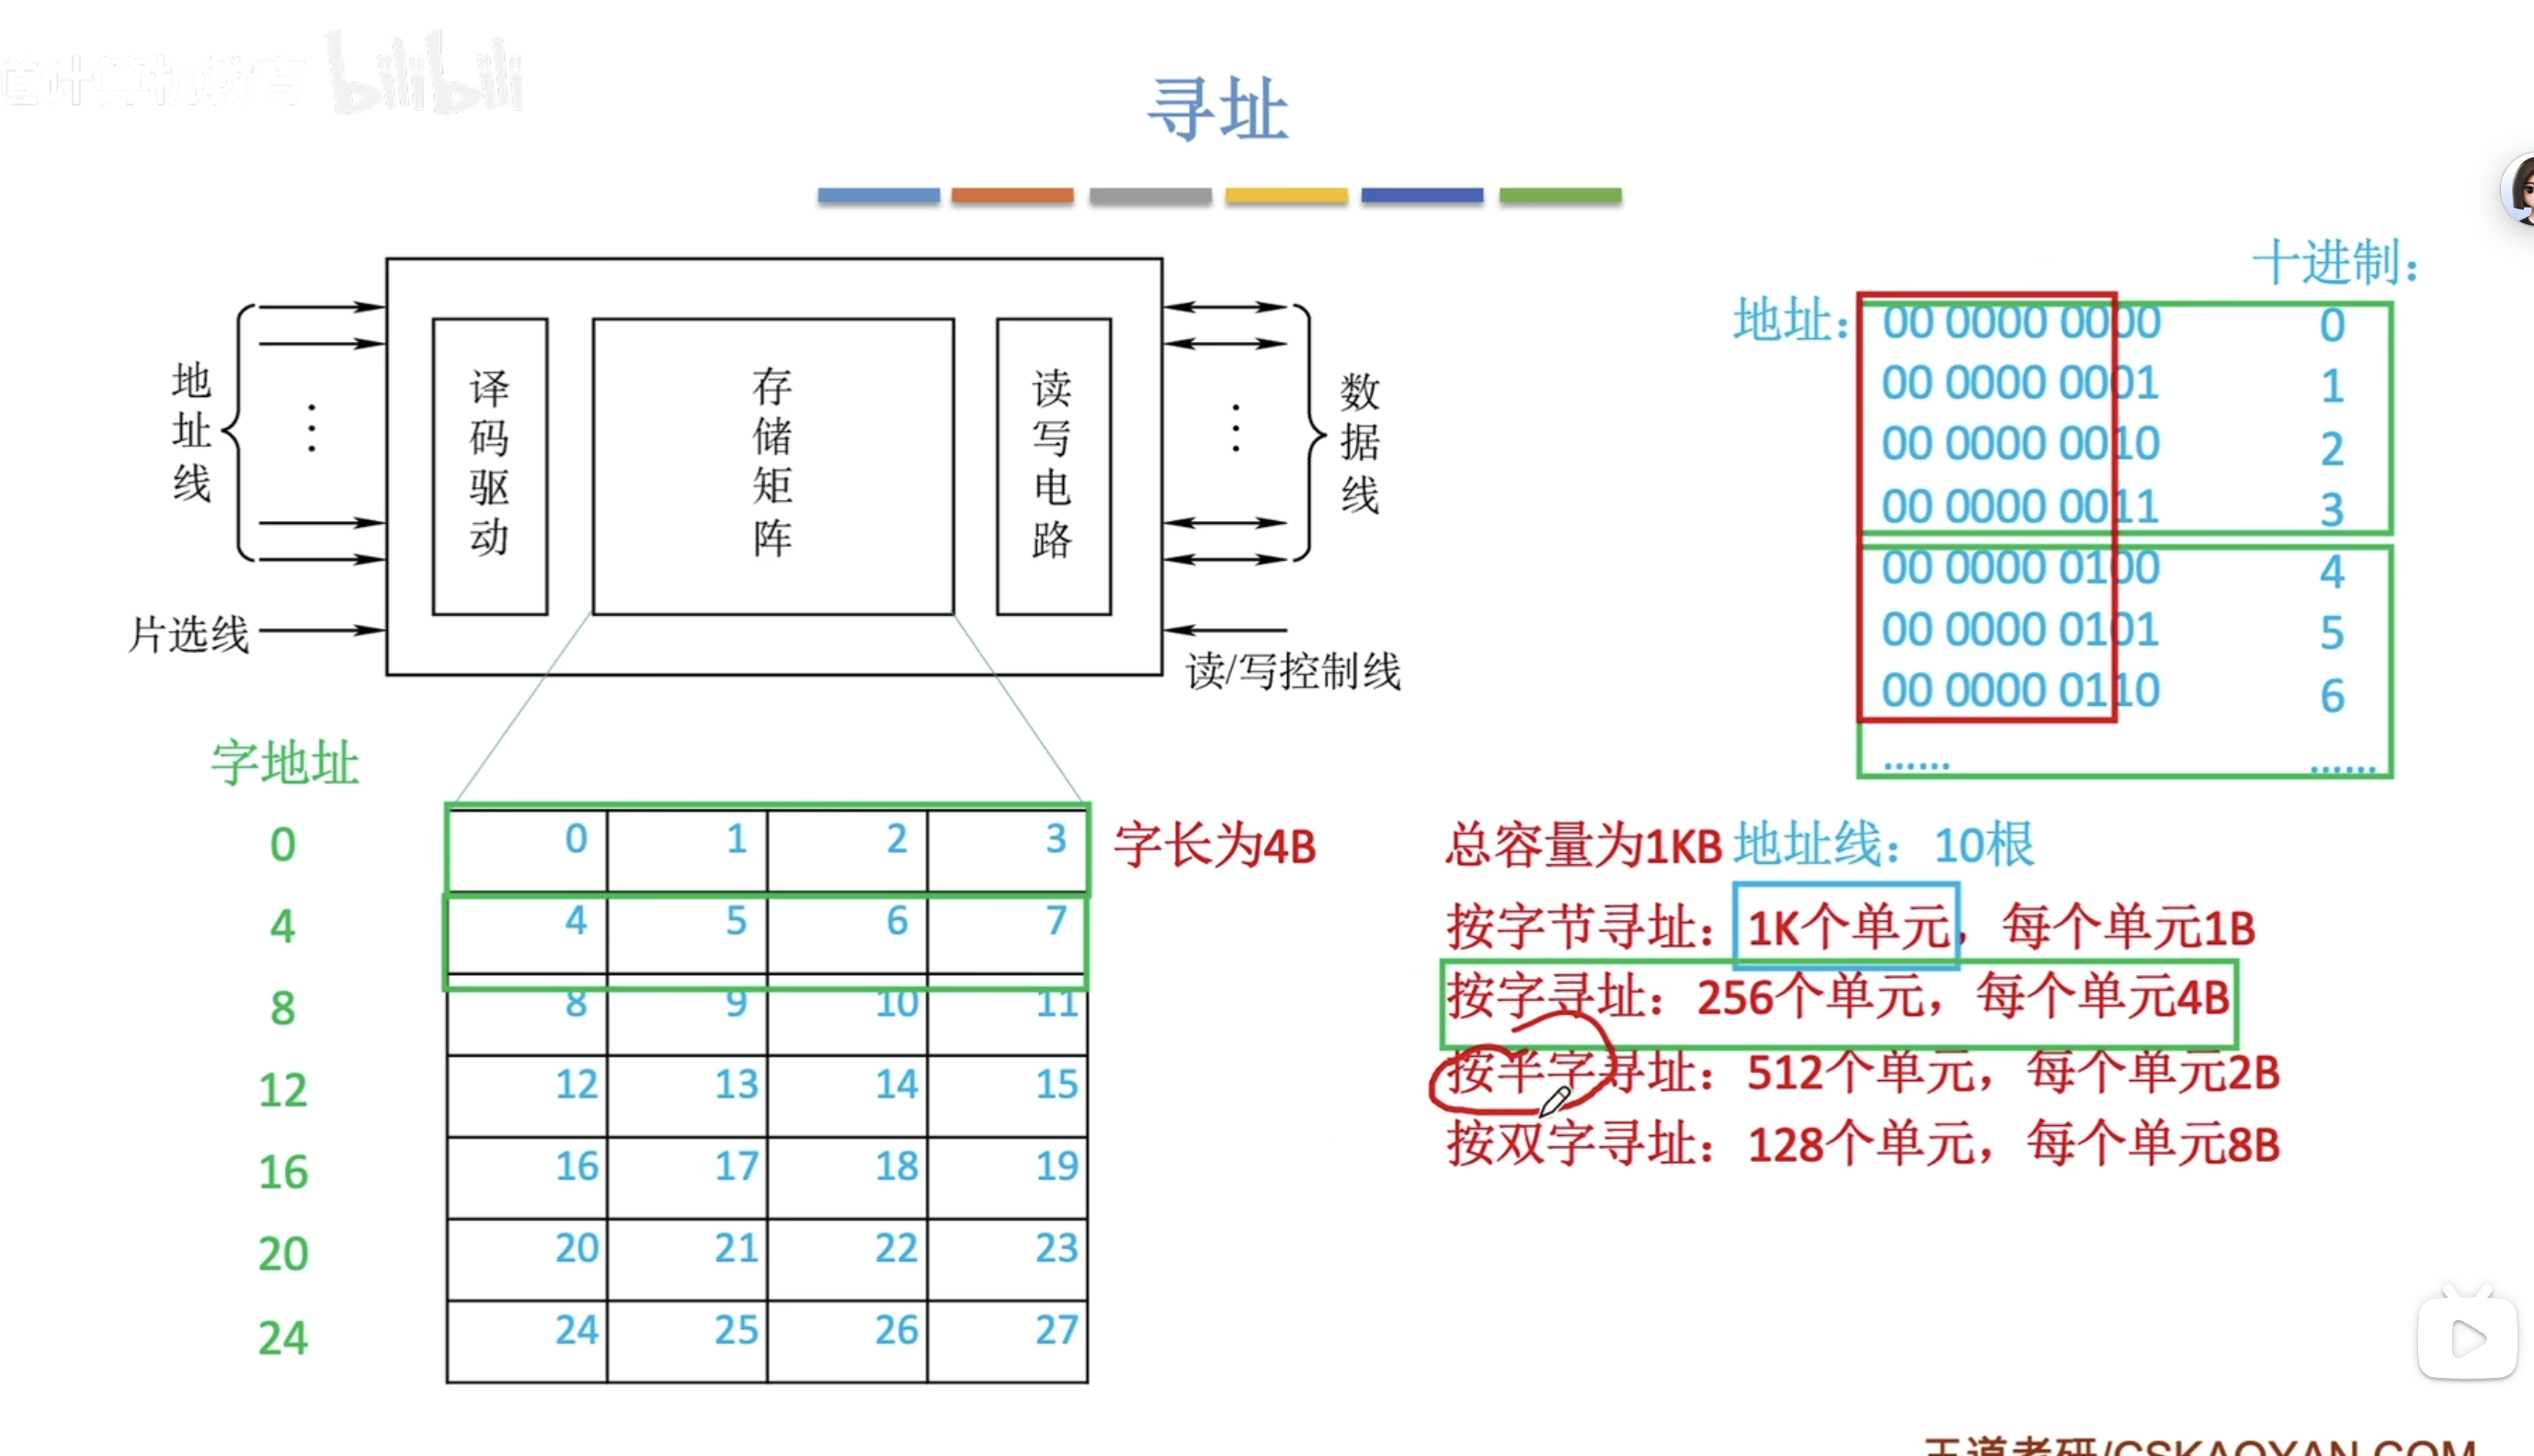 道计算机教育 bilibili
寻址
地址线
译码驱动
存储矩阵
读写电路
数据线
片选线
读/写控制线
十进制：
地址： 00 0000 0000 0
00 0000 0001 1
00 0000 0010 2
00 0000 0011 3
00 0000 0100 4
00 0000 0101 5
00 0000 0110 6
...... ......
字地址
0 0 1 2 3 字长为4B
4 4 5 6 7
8 8 9 10 11
12 12 13 14 15
16 16 17 18 19
20 20 21 22 23
24 24 25 26 27
总容量为1KB 地址线：10根
按字节寻址：1K个单元，每个单元1B
按字寻址：256个单元，每个单元4B
按半字寻址：512个单元，每个单元2B
按双字寻址：128个单元，每个单元8B
王道考研/CSKAOYAN.COM